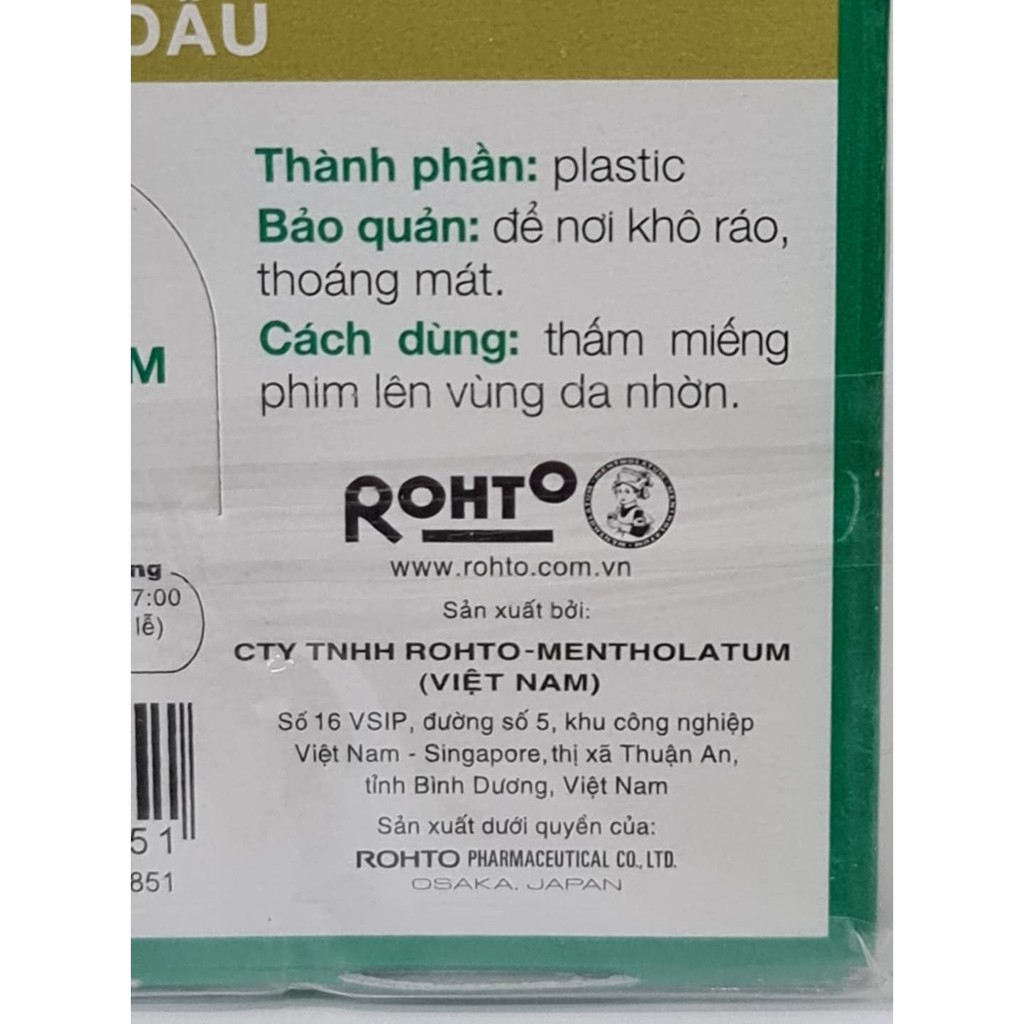 DẦU
Thành phần: plastic
Bảo quản: để nơi khô ráo,
thoáng mát.
Cách dùng: thấm miếng
phim lên vùng da nhờn.
M
ROHTO
www.rohto.com.vn
ng
7:00
lễ)
Sản xuất bởi:
CTY TNHH ROHTO-MENTHOLATUM
(VIỆT NAM)
Số 16 VSIP, đường số 5, khu công nghiệp
Việt Nam - Singapore, thị xã Thuận An,
tỉnh Bình Dương, Việt Nam
Sản xuất dưới quyền của:
ROHTO PHARMACEUTICAL CO., LTD.
OSAKA, JAPAN
51
851